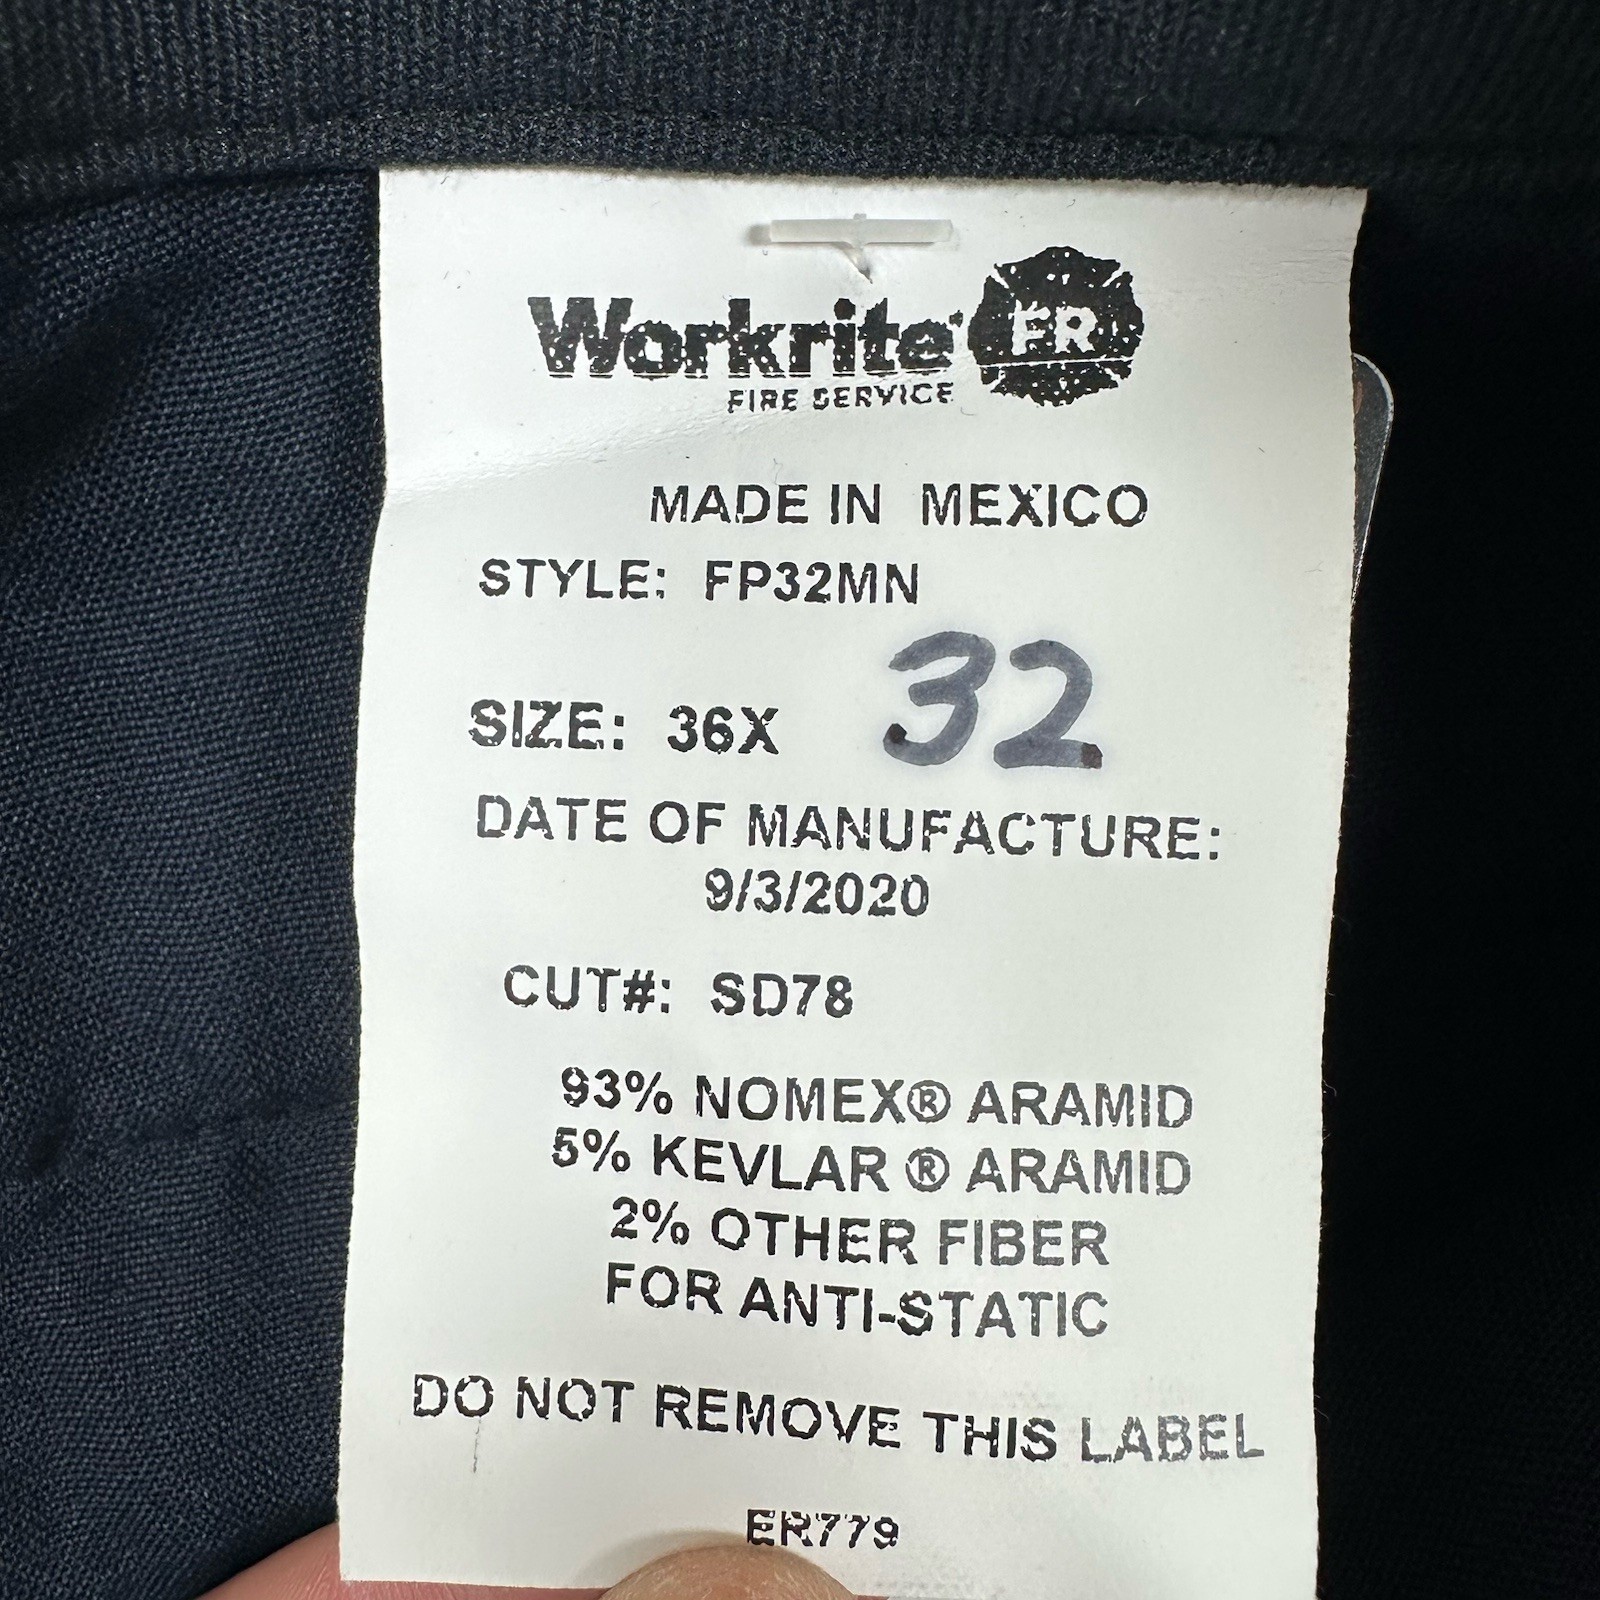 Workrite FR
FIRE SERVICE
MADE IN MEXICO
STYLE: FP32MN
SIZE: 36X 32
DATE OF MANUFACTURE:
9/3/2020
CUT#: SD78
93% NOMEX® ARAMID
5% KEVLAR ® ARAMID
2% OTHER FIBER
FOR ANTI-STATIC
DO NOT REMOVE THIS LABEL
ER779